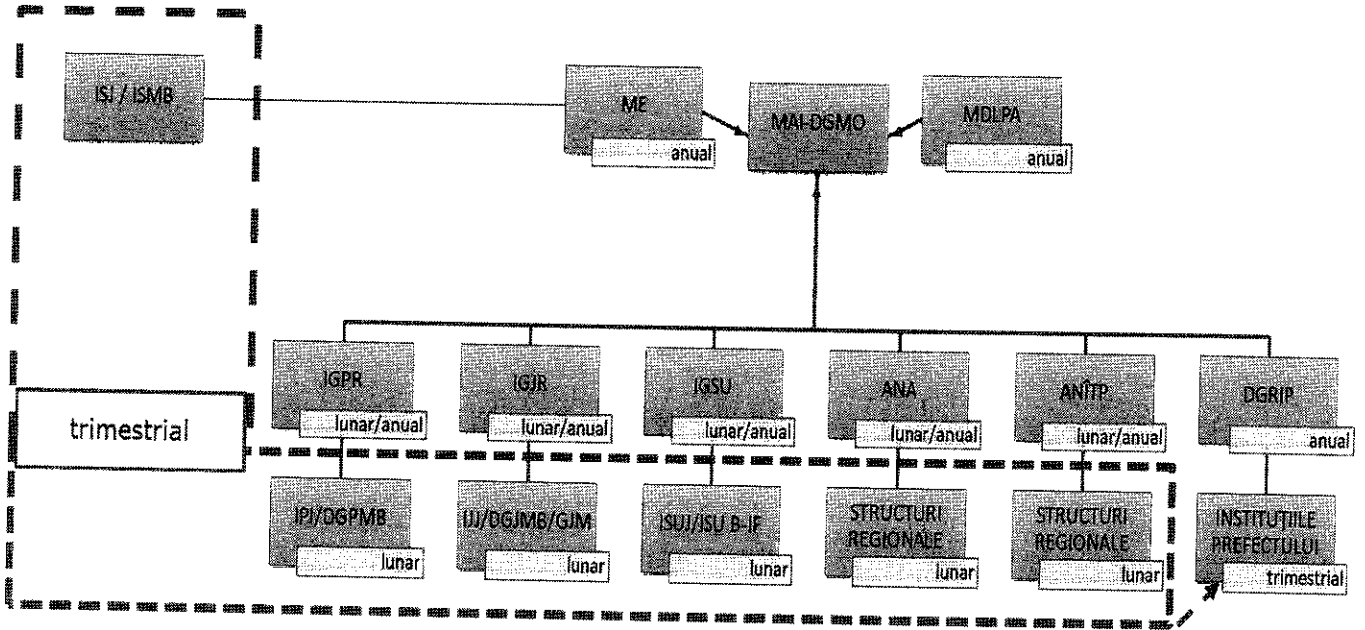 ISJ / ISMB
ME
anual
MAI-DGMO
MDLPA
anual
trimestrial
IGPR
lunar/anual
IGJR
lunar/anual
IGSU
lunar/anual
ANA
lunar/anual
ANÎTP
lunar/anual
DGRIP
anual
IPJ/DGPMB
lunar
IJJ/DGJMB/GJM
lunar
ISUJ/ISU B-IF
lunar
STRUCTURI
REGIONALE
lunar
STRUCTURI
REGIONALE
lunar
INSTITUȚIILE
PREFECTULUI
trimestrial